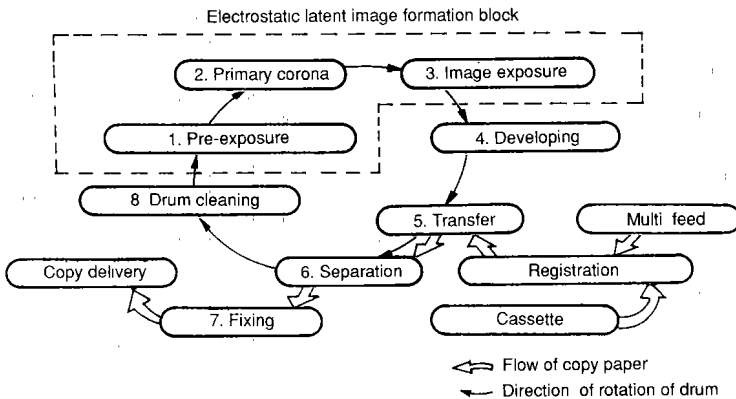 Electrostatic latent image formation block
2. Primary corona
3. Image exposure
1. Pre-exposure
4. Developing
8 Drum cleaning
5. Transfer
Multi feed
Copy delivery
6. Separation
Registration
7. Fixing
Cassette
Flow of copy paper
Direction of rotation of drum